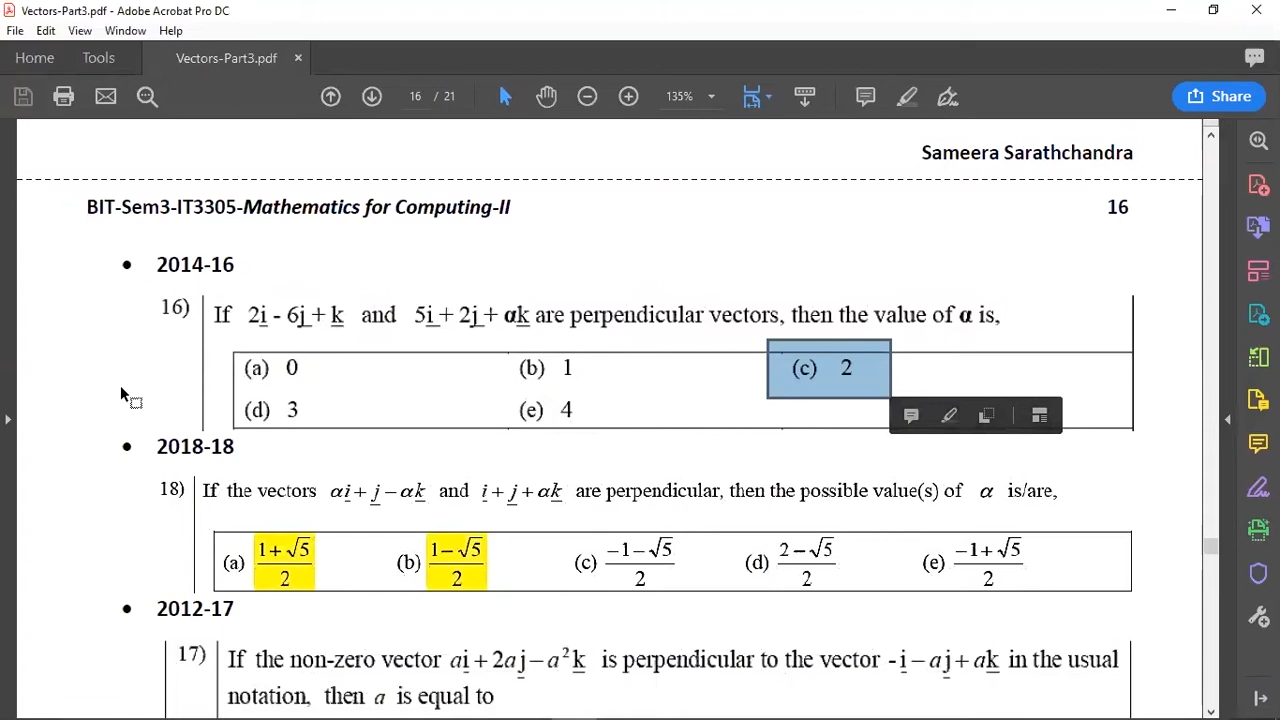 Vectors-Part3.pdf - Adobe Acrobat Pro DC
File Edit View Window Help
Home Tools Vectors-Part3.pdf ×
16 / 21 135% Share
Sameera Sarathchandra
BIT-Sem3-IT3305-Mathematics for Computing-II 16
• 2014-16
16) If 2i - 6j + k and 5i + 2j + αk are perpendicular vectors, then the value of α is,
(a) 0 (b) 1 (c) 2
(d) 3 (e) 4
• 2018-18
18) If the vectors αi + j − αk and i + j + αk are perpendicular, then the possible value(s) of α is/are,
(a) (1+√5)/2 (b) (1−√5)/2 (c) (−1−√5)/2 (d) (2−√5)/2 (e) (−1+√5)/2
• 2012-17
17) If the non-zero vector ai + 2aj − a²k is perpendicular to the vector -i − aj + ak in the usual
notation, then a is equal to